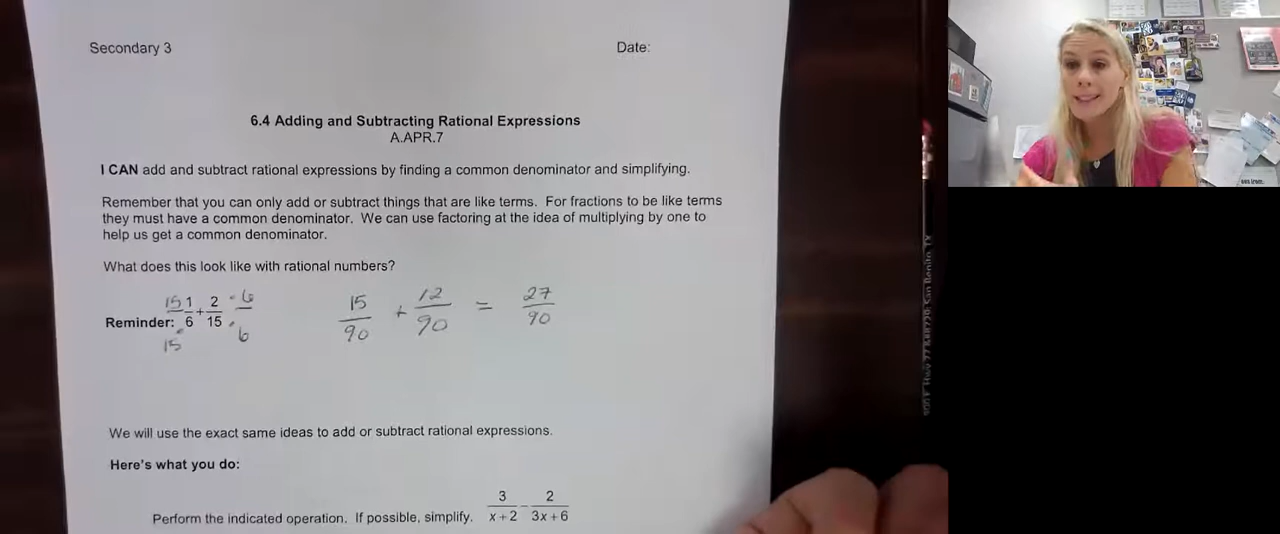 Secondary 3 Date:
6.4 Adding and Subtracting Rational Expressions
A.APR.7
I CAN add and subtract rational expressions by finding a common denominator and simplifying.
Remember that you can only add or subtract things that are like terms. For fractions to be like terms
they must have a common denominator. We can use factoring at the idea of multiplying by one to
help us get a common denominator.
What does this look like with rational numbers?
15 1 2 · 6 15 12 27
+ + =
Reminder: 6 15 · 6 90 90 90
15
We will use the exact same ideas to add or subtract rational expressions.
Here's what you do:
3 2
Perform the indicated operation. If possible, simplify. x+2 - 3x+6